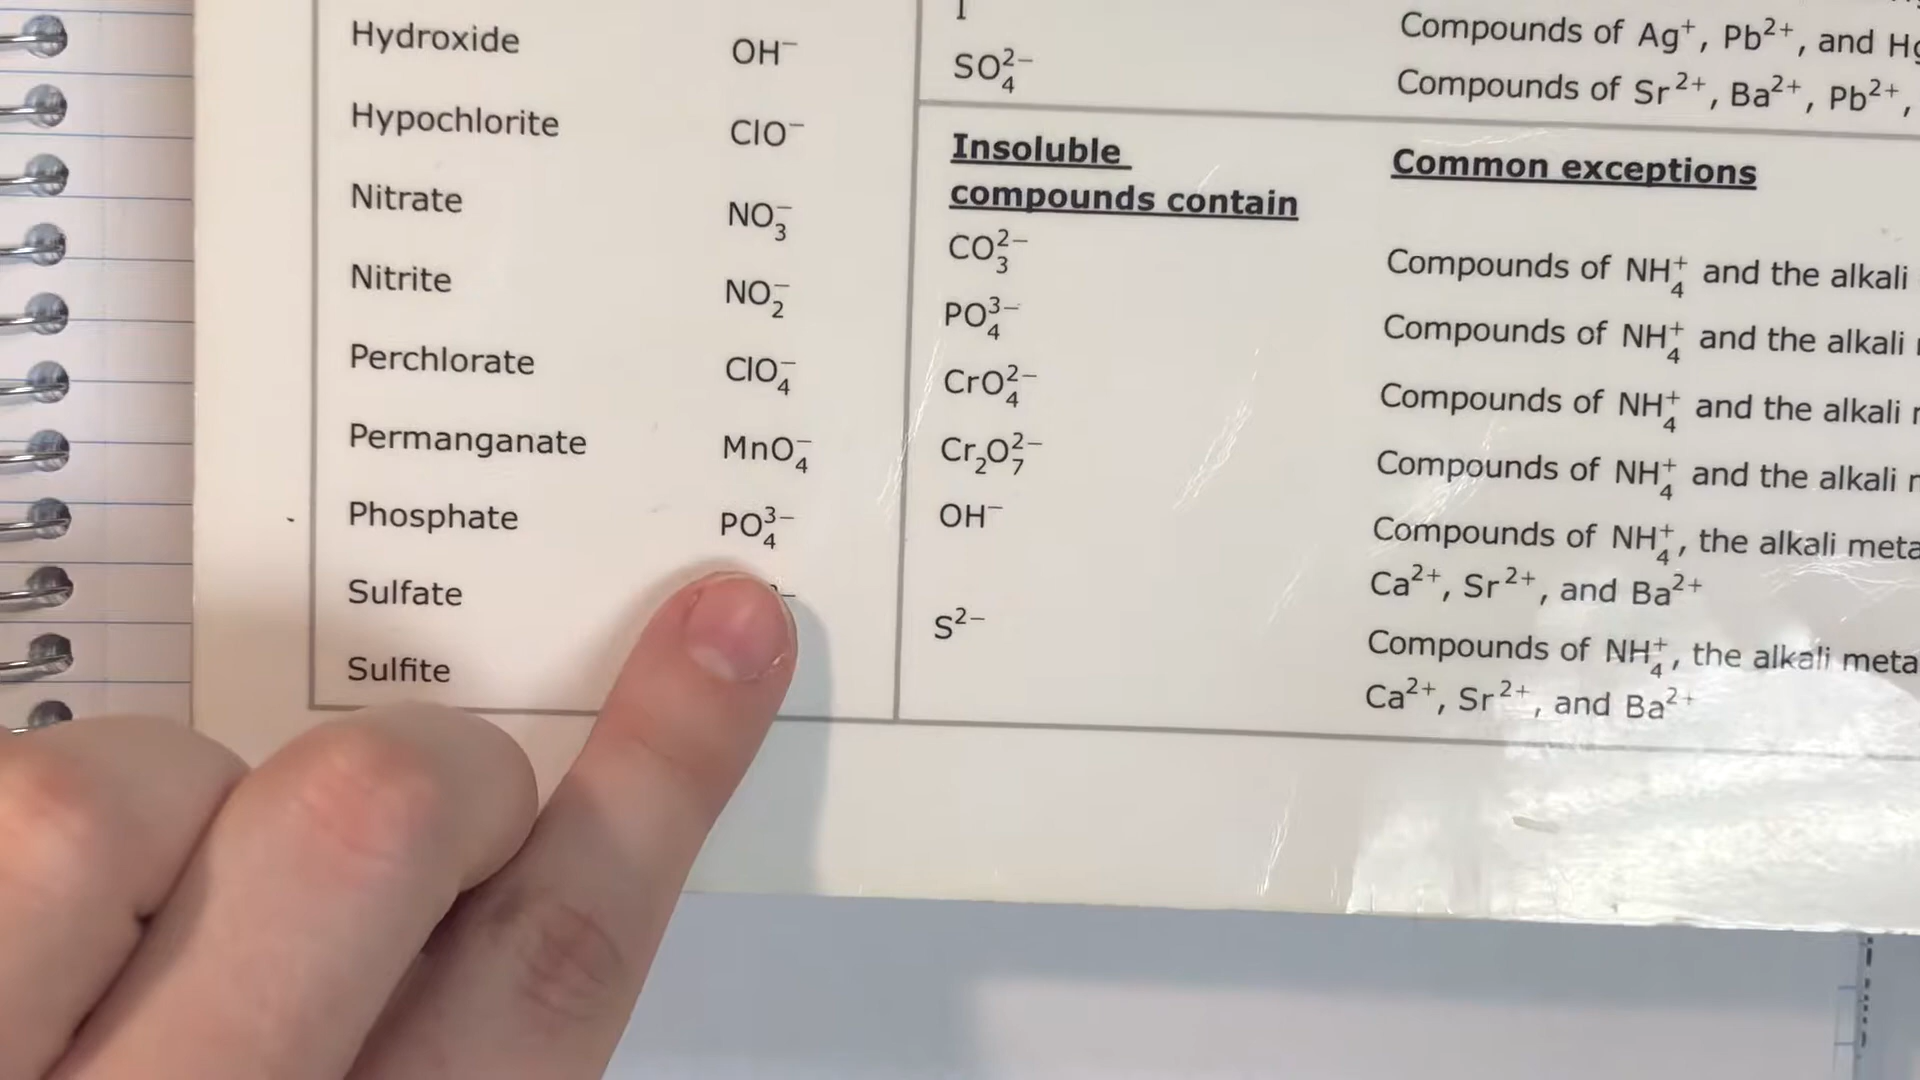 Hydroxide OH⁻
Hypochlorite ClO⁻
Nitrate NO₃⁻
Nitrite NO₂⁻
Perchlorate ClO₄⁻
Permanganate MnO₄⁻
Phosphate PO₄³⁻
Sulfate
Sulfite
Compounds of Ag⁺, Pb²⁺, and
SO₄²⁻ Compounds of Sr²⁺, Ba²⁺, Pb²⁺,
Insoluble
compounds contain
Common exceptions
CO₃²⁻ Compounds of NH₄⁺ and the alkali
PO₄³⁻ Compounds of NH₄⁺ and the alkali
CrO₄²⁻ Compounds of NH₄⁺ and the alkali
Cr₂O₇²⁻ Compounds of NH₄⁺ and the alkali
OH⁻ Compounds of NH₄⁺, the alkali
Ca²⁺, Sr²⁺, and Ba²⁺
S²⁻ Compounds of NH₄⁺, the alkali
Ca²⁺, Sr²⁺, and Ba²⁺